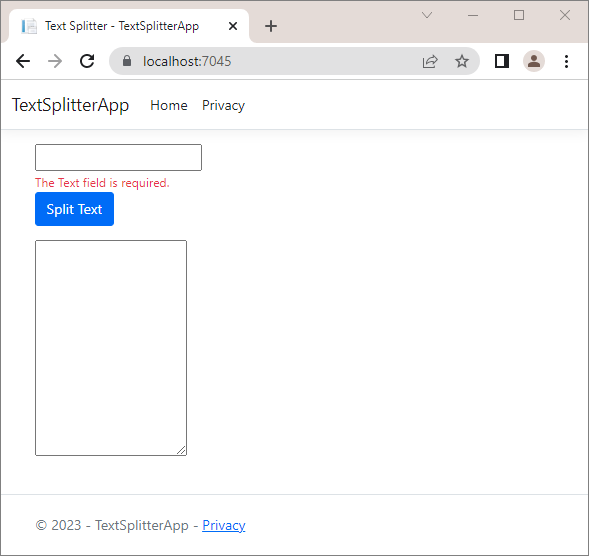 Text Splitter - TextSplitterApp
localhost:7045
TextSplitterApp Home Privacy
The Text field is required.
Split Text
© 2023 - TextSplitterApp - Privacy